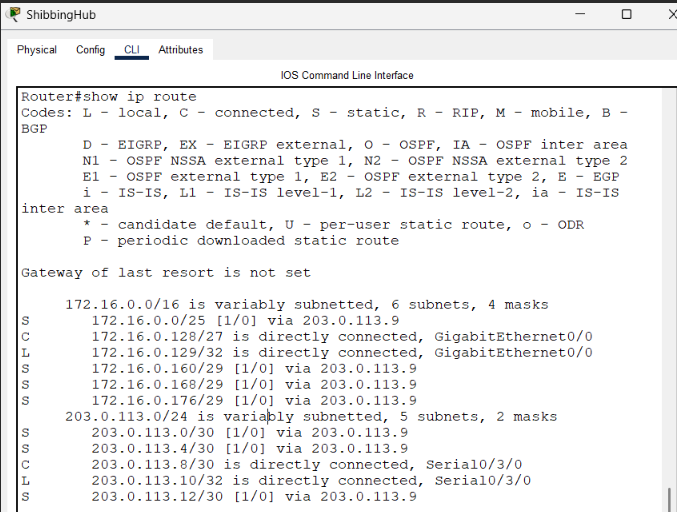 ShibbingHub
Physical Config CLI Attributes
IOS Command Line Interface
Router#show ip route
Codes: L - local, C - connected, S - static, R - RIP, M - mobile, B -
BGP
D - EIGRP, EX - EIGRP external, O - OSPF, IA - OSPF inter area
N1 - OSPF NSSA external type 1, N2 - OSPF NSSA external type 2
E1 - OSPF external type 1, E2 - OSPF external type 2, E - EGP
i - IS-IS, L1 - IS-IS level-1, L2 - IS-IS level-2, ia - IS-IS
inter area
* - candidate default, U - per-user static route, o - ODR
P - periodic downloaded static route
Gateway of last resort is not set
172.16.0.0/16 is variably subnetted, 6 subnets, 4 masks
S 172.16.0.0/25 [1/0] via 203.0.113.9
C 172.16.0.128/27 is directly connected, GigabitEthernet0/0
L 172.16.0.129/32 is directly connected, GigabitEthernet0/0
S 172.16.0.160/29 [1/0] via 203.0.113.9
S 172.16.0.168/29 [1/0] via 203.0.113.9
S 172.16.0.176/29 [1/0] via 203.0.113.9
203.0.113.0/24 is variably subnetted, 5 subnets, 2 masks
S 203.0.113.0/30 [1/0] via 203.0.113.9
S 203.0.113.4/30 [1/0] via 203.0.113.9
C 203.0.113.8/30 is directly connected, Serial0/3/0
L 203.0.113.10/32 is directly connected, Serial0/3/0
S 203.0.113.12/30 [1/0] via 203.0.113.9